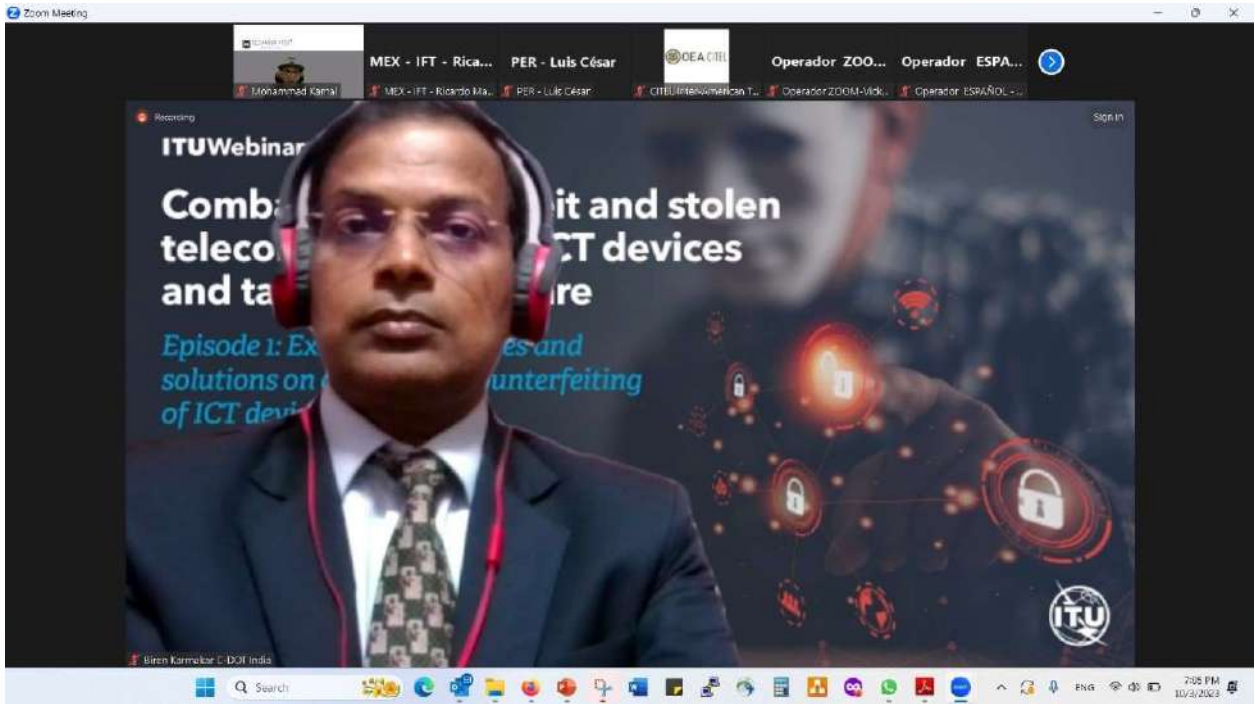 Zoom Meeting
MEX - IFT - Rica...
PER - Luis César
OEA CITEL
Operador ZOO...
Operador ESPA...
Mohammad Kamal
MEX - IFT - Ricardo Ma...
PER - Luis César
CITEL Inter-American T...
Operador ZOOM-Vick...
Operador ESPAÑOL - ...
Recording
Sign in
ITUWebinar
Comb it and stolen
teleco CT devices
and ta re
Episode 1: Ex es and
solutions on unterfeiting
of ICT devi
ITU
Biren Karmakar C-DOT India
Search
ENG
7:05 PM
10/3/2023